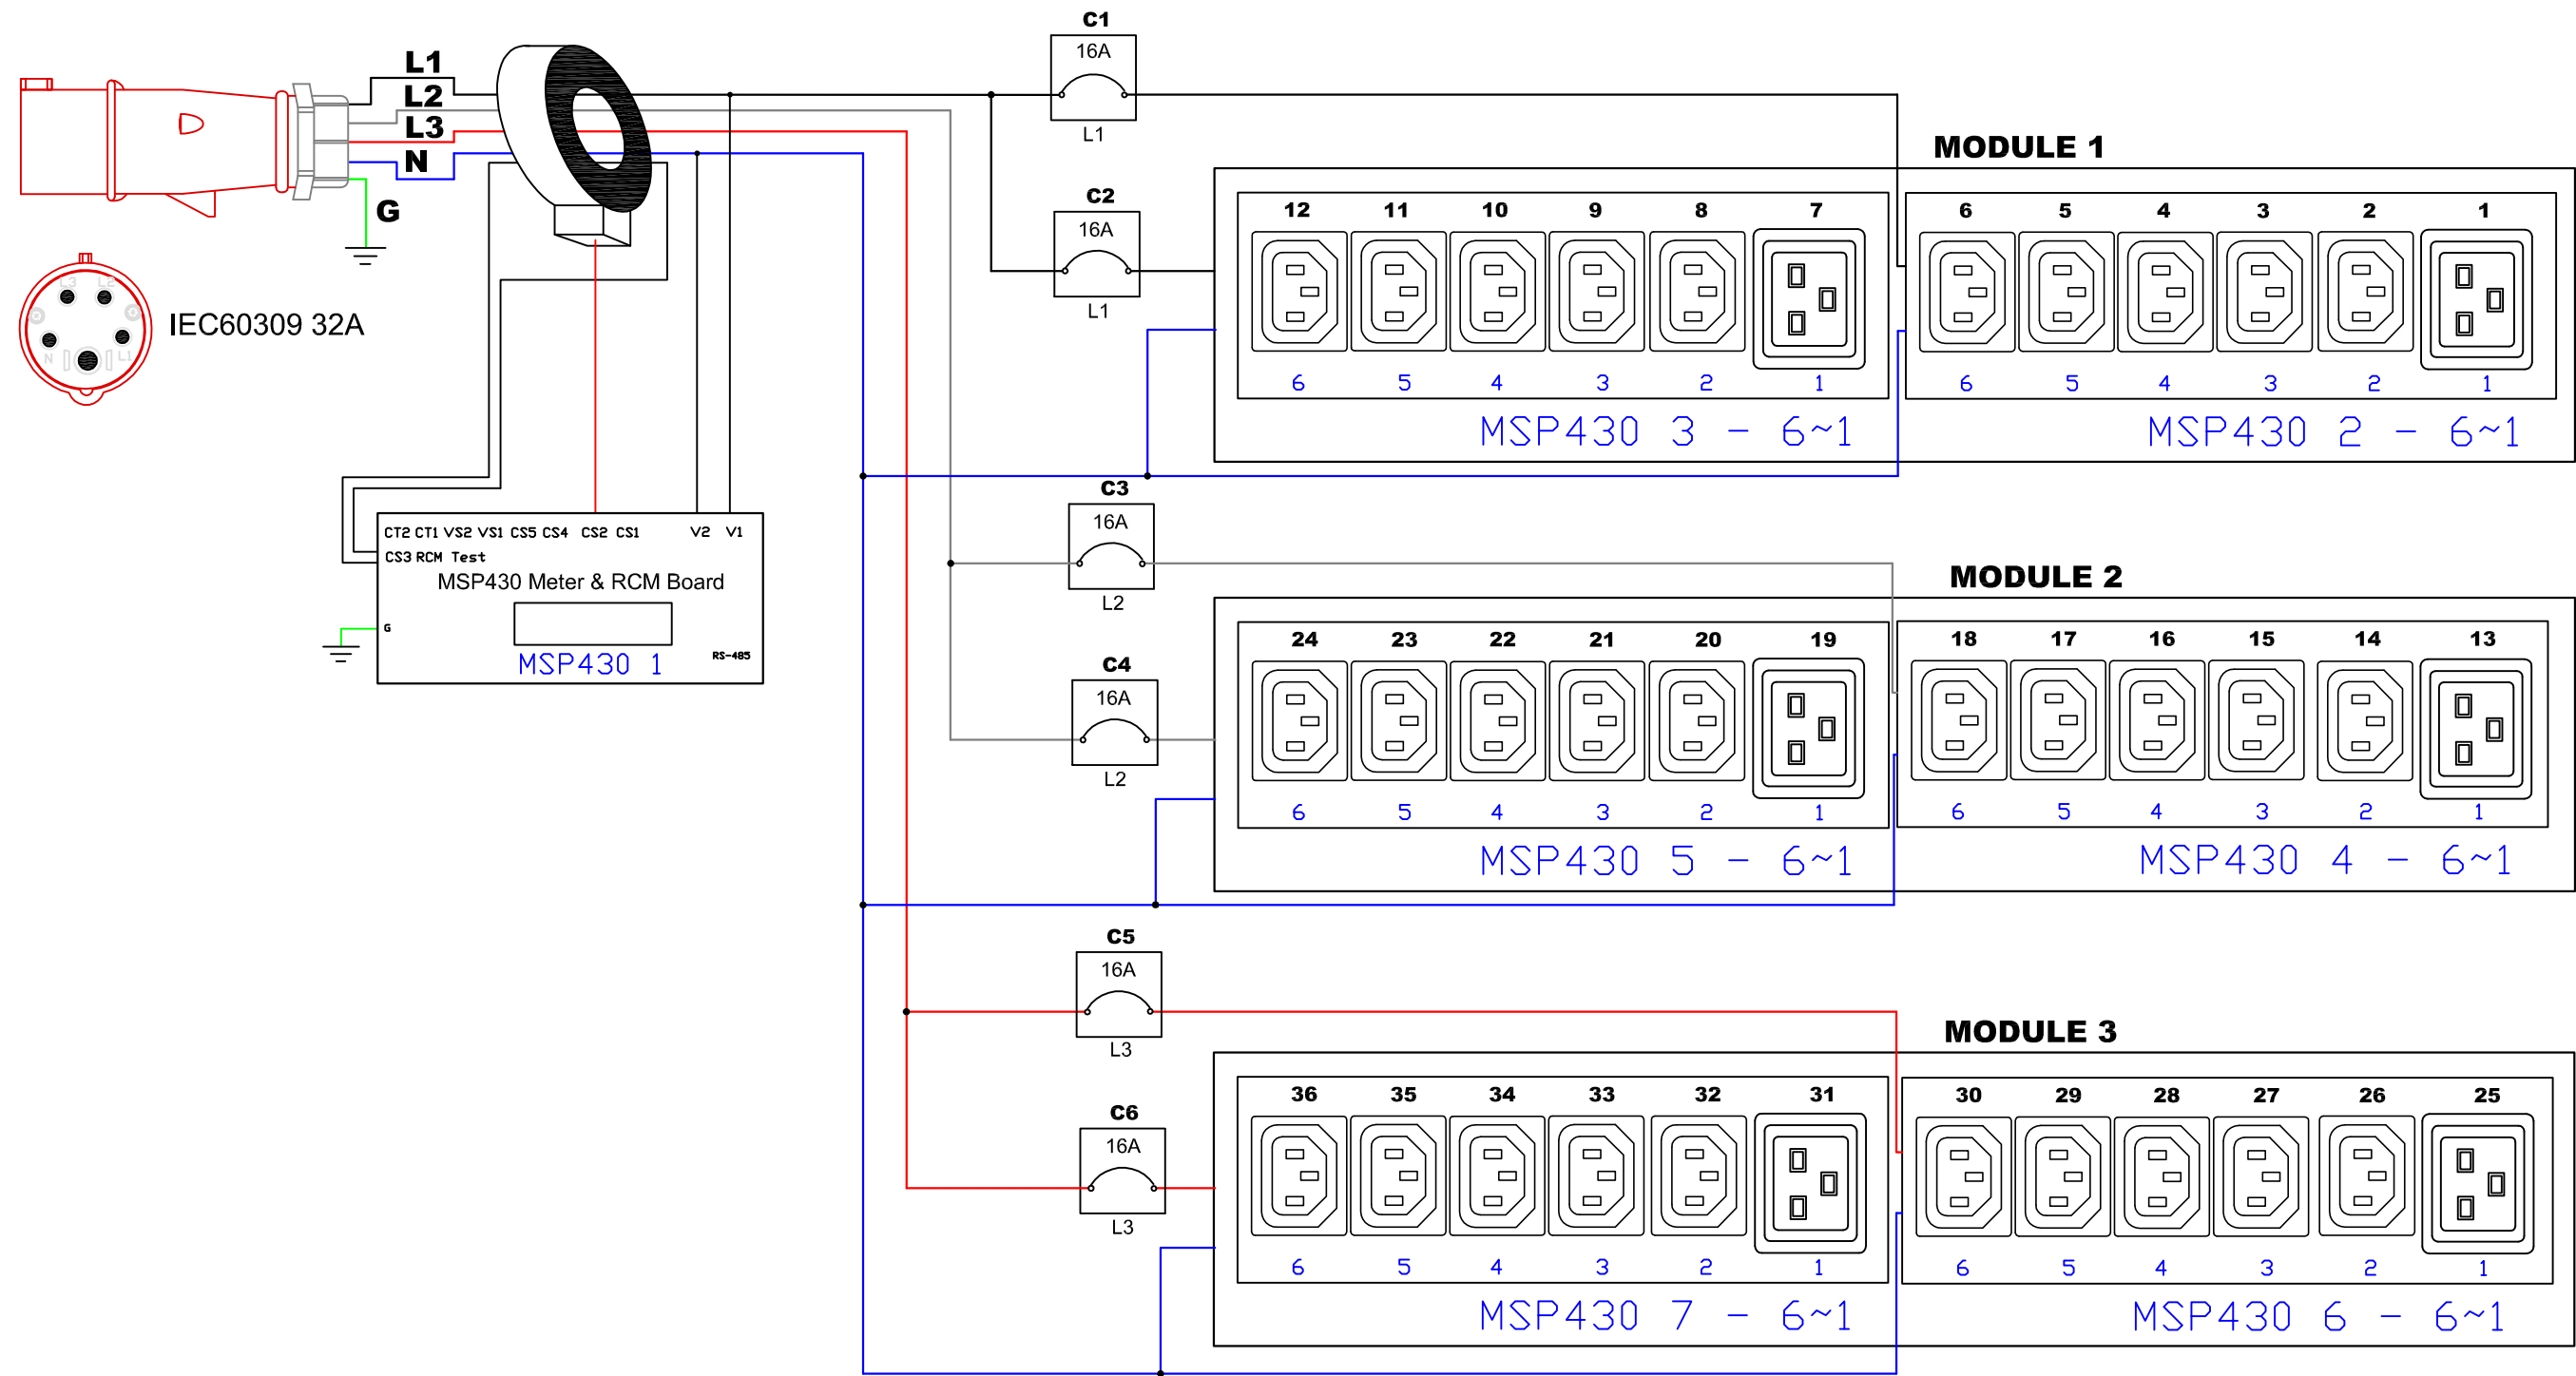 C1
16A
L1
L1
L2
L3
N
G
MODULE 1
C2
16A
L1
12 11 10 9 8 7
6 5 4 3 2 1
6 5 4 3 2 1
6 5 4 3 2 1
MSP430 3 - 6~1
MSP430 2 - 6~1
L3 L2
N L1
IEC60309 32A
CT2 CT1 VS2 VS1 CS5 CS4 CS2 CS1 V2 V1
CS3 RCM Test
MSP430 Meter & RCM Board
G
RS-485
MSP430 1
C3
16A
L2
MODULE 2
C4
16A
L2
24 23 22 21 20 19
18 17 16 15 14 13
6 5 4 3 2 1
6 5 4 3 2 1
MSP430 5 - 6~1
MSP430 4 - 6~1
C5
16A
L3
MODULE 3
C6
16A
L3
36 35 34 33 32 31
30 29 28 27 26 25
6 5 4 3 2 1
6 5 4 3 2 1
MSP430 7 - 6~1
MSP430 6 - 6~1